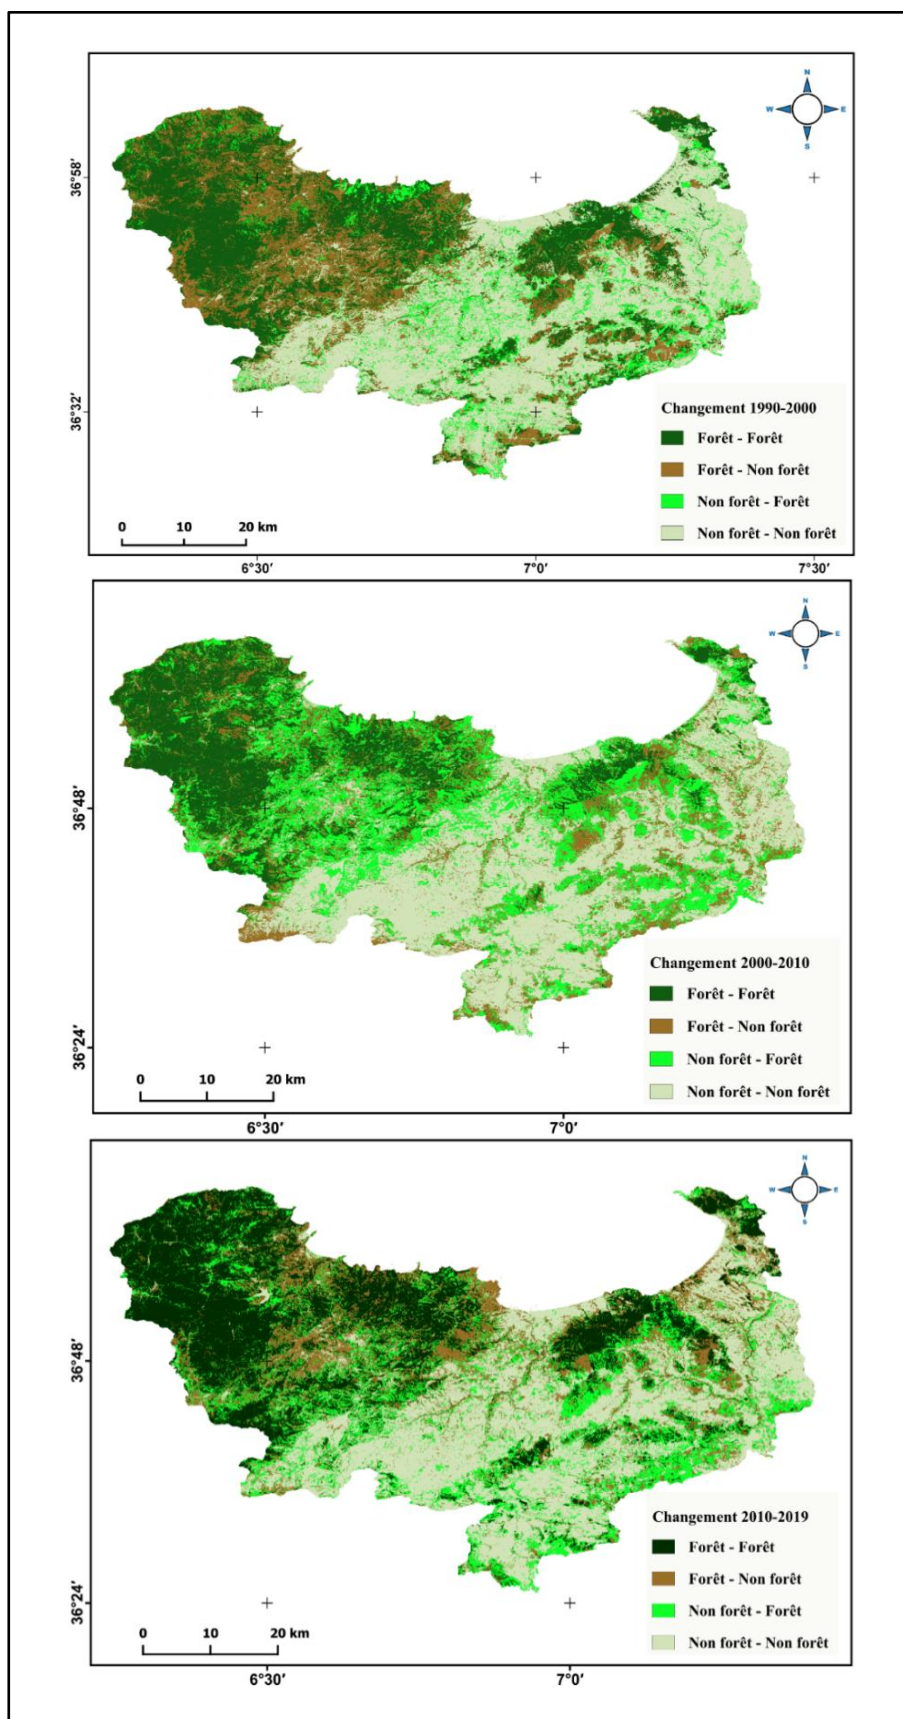 N
W E
S
36°58′
36°32′
Changement 1990-2000
Forêt - Forêt
Forêt - Non forêt
Non forêt - Forêt
Non forêt - Non forêt
0 10 20 km
6°30′ 7°0′ 7°30′
N
W E
S
36°48′
36°24′
Changement 2000-2010
Forêt - Forêt
Forêt - Non forêt
Non forêt - Forêt
Non forêt - Non forêt
0 10 20 km
6°30′ 7°0′
N
W E
S
36°48′
36°24′
Changement 2010-2019
Forêt - Forêt
Forêt - Non forêt
Non forêt - Forêt
Non forêt - Non forêt
0 10 20 km
6°30′ 7°0′